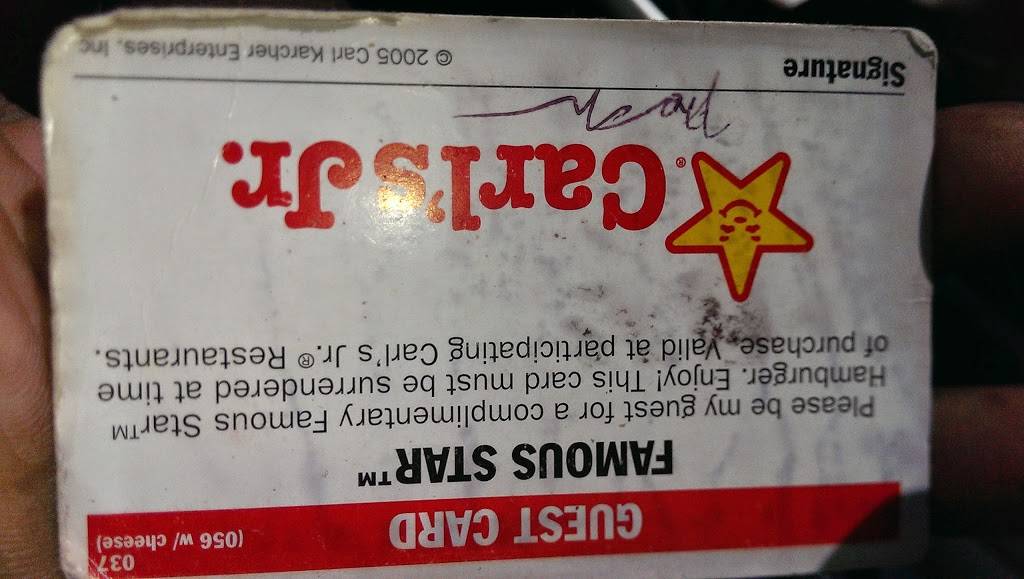 037
GUEST CARD (056 w/ cheese)
FAMOUS STAR™
Please be my guest for a complimentary Famous Star™
Hamburger. Enjoy! This card must be surrendered at time
of purchase. Valid at participating Carl's Jr.® Restaurants.
Carl's Jr.®
Signature © 2005 Carl Karcher Enterprises, Inc